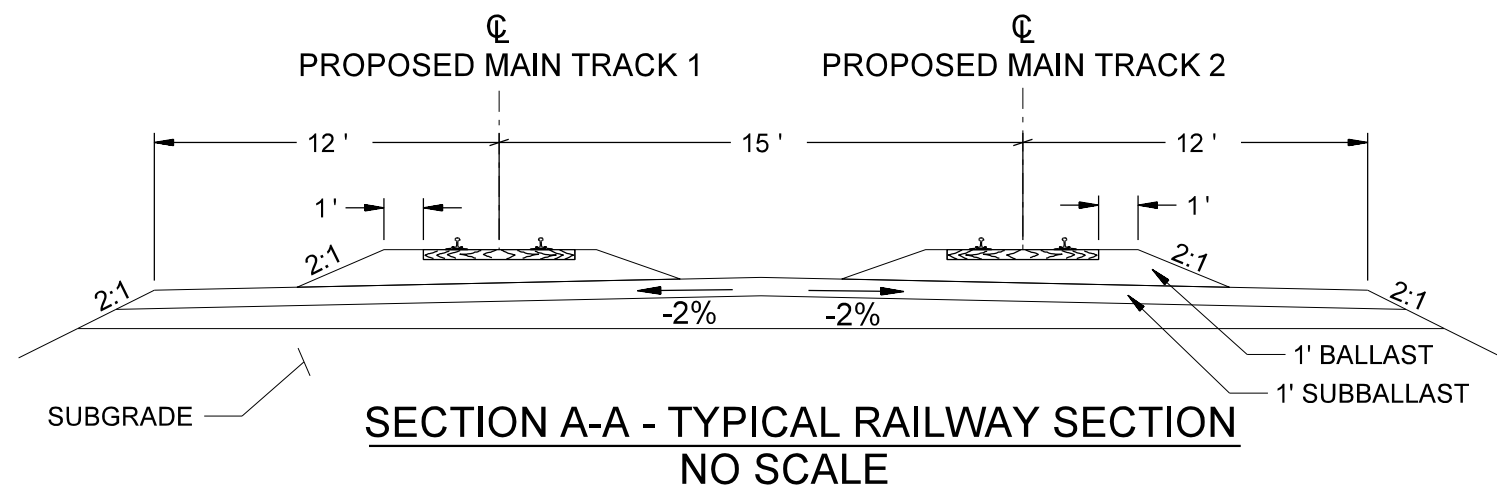 ℄
PROPOSED MAIN TRACK 1
℄
PROPOSED MAIN TRACK 2
12 '
15 '
12 '
1 '
1 '
2:1
2:1
2:1
2:1
-2%
-2%
1' BALLAST
1' SUBBALLAST
SUBGRADE
SECTION A-A - TYPICAL RAILWAY SECTION
NO SCALE